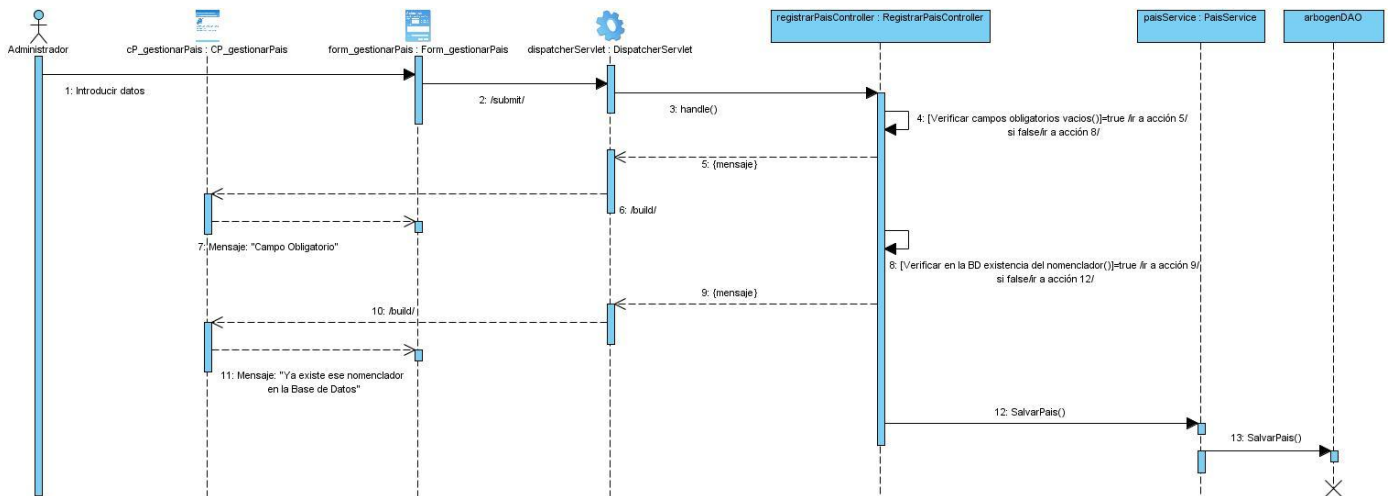 registrarPaisController : RegistrarPaisController
paisService : PaisService
arbogenDAO
Administrador
cP_gestionarPais : CP_gestionarPais
form_gestionarPais : Form_gestionarPais
dispatcherServlet : DispatcherServlet
1: Introducir datos
2: /submit/
3: handle()
4: [Verificar campos obligatorios vacios()]=true /ir a acción 5/
si false/ir a acción 8/
5: {mensaje}
6: /build/
7: Mensaje: "Campo Obligatorio"
8: [Verificar en la BD existencia del nomenclador()]=true /ir a acción 9/
si false/ir a acción 12/
9: {mensaje}
10: /build/
11: Mensaje: "Ya existe ese nomenclador
en la Base de Datos"
12: SalvarPais()
13: SalvarPais()